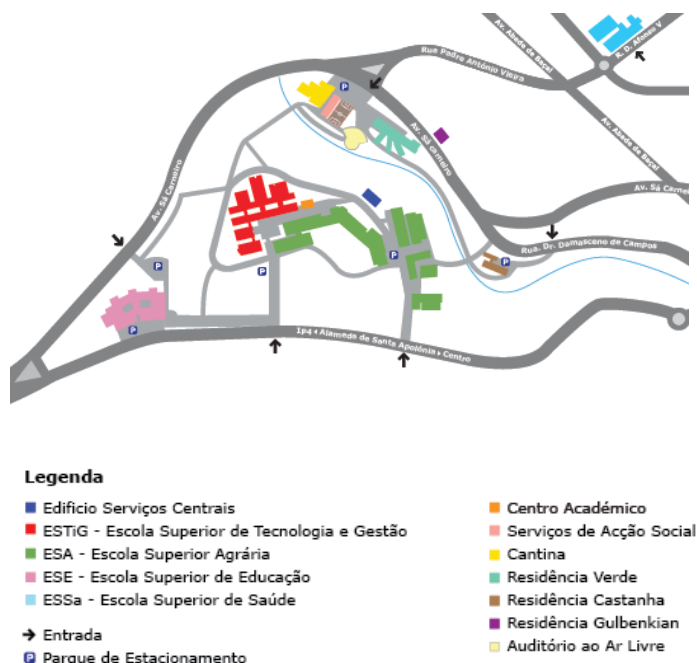 Rua Padre António Vieira
Av. Abade de Baçal
R. D. Afonso V
P
Av. Sá Carneiro
Av. Sá carneiro
Av. Abade de Baçal
Av. Sá Carneiro
Rua. Dr. Damasceno de Campos
P
P
P
P
P
Ip4 Alameda de Santa Apolónia Centro
Legenda
Edificio Serviços Centrais
ESTiG - Escola Superior de Tecnologia e Gestão
ESA - Escola Superior Agrária
ESE - Escola Superior de Educação
ESSa - Escola Superior de Saúde
Entrada
P Parque de Estacionamento
Centro Académico
Serviços de Acção Social
Cantina
Residência Verde
Residência Castanha
Residência Gulbenkian
Auditório ao Ar Livre